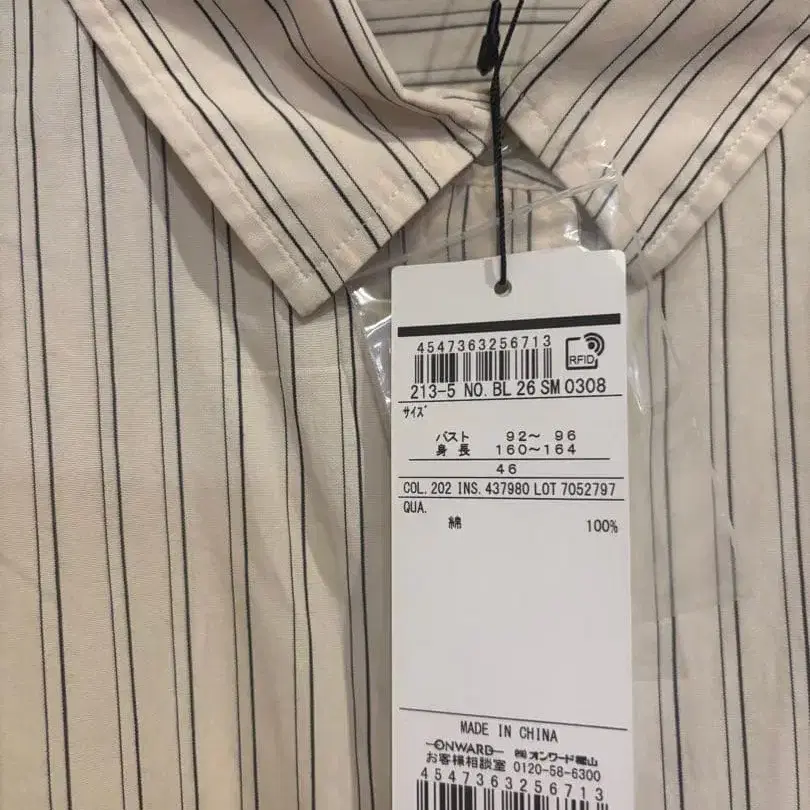 4547363256713
RFID
213-5 NO.BL 26 SM 0308
サイズ
バスト 92〜 96
身長 160〜164
46
COL.202 INS.437980 LOT 7052797
QUA.
綿 100%
MADE IN CHINA
ONWARD ㈱オンワード樫山
お客様相談室 0120-58-6300
4547363256713